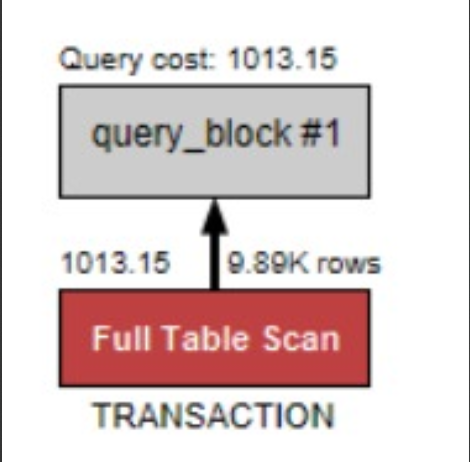 Query cost: 1013.15
query_block #1
1013.15 9.89K rows
Full Table Scan
TRANSACTION